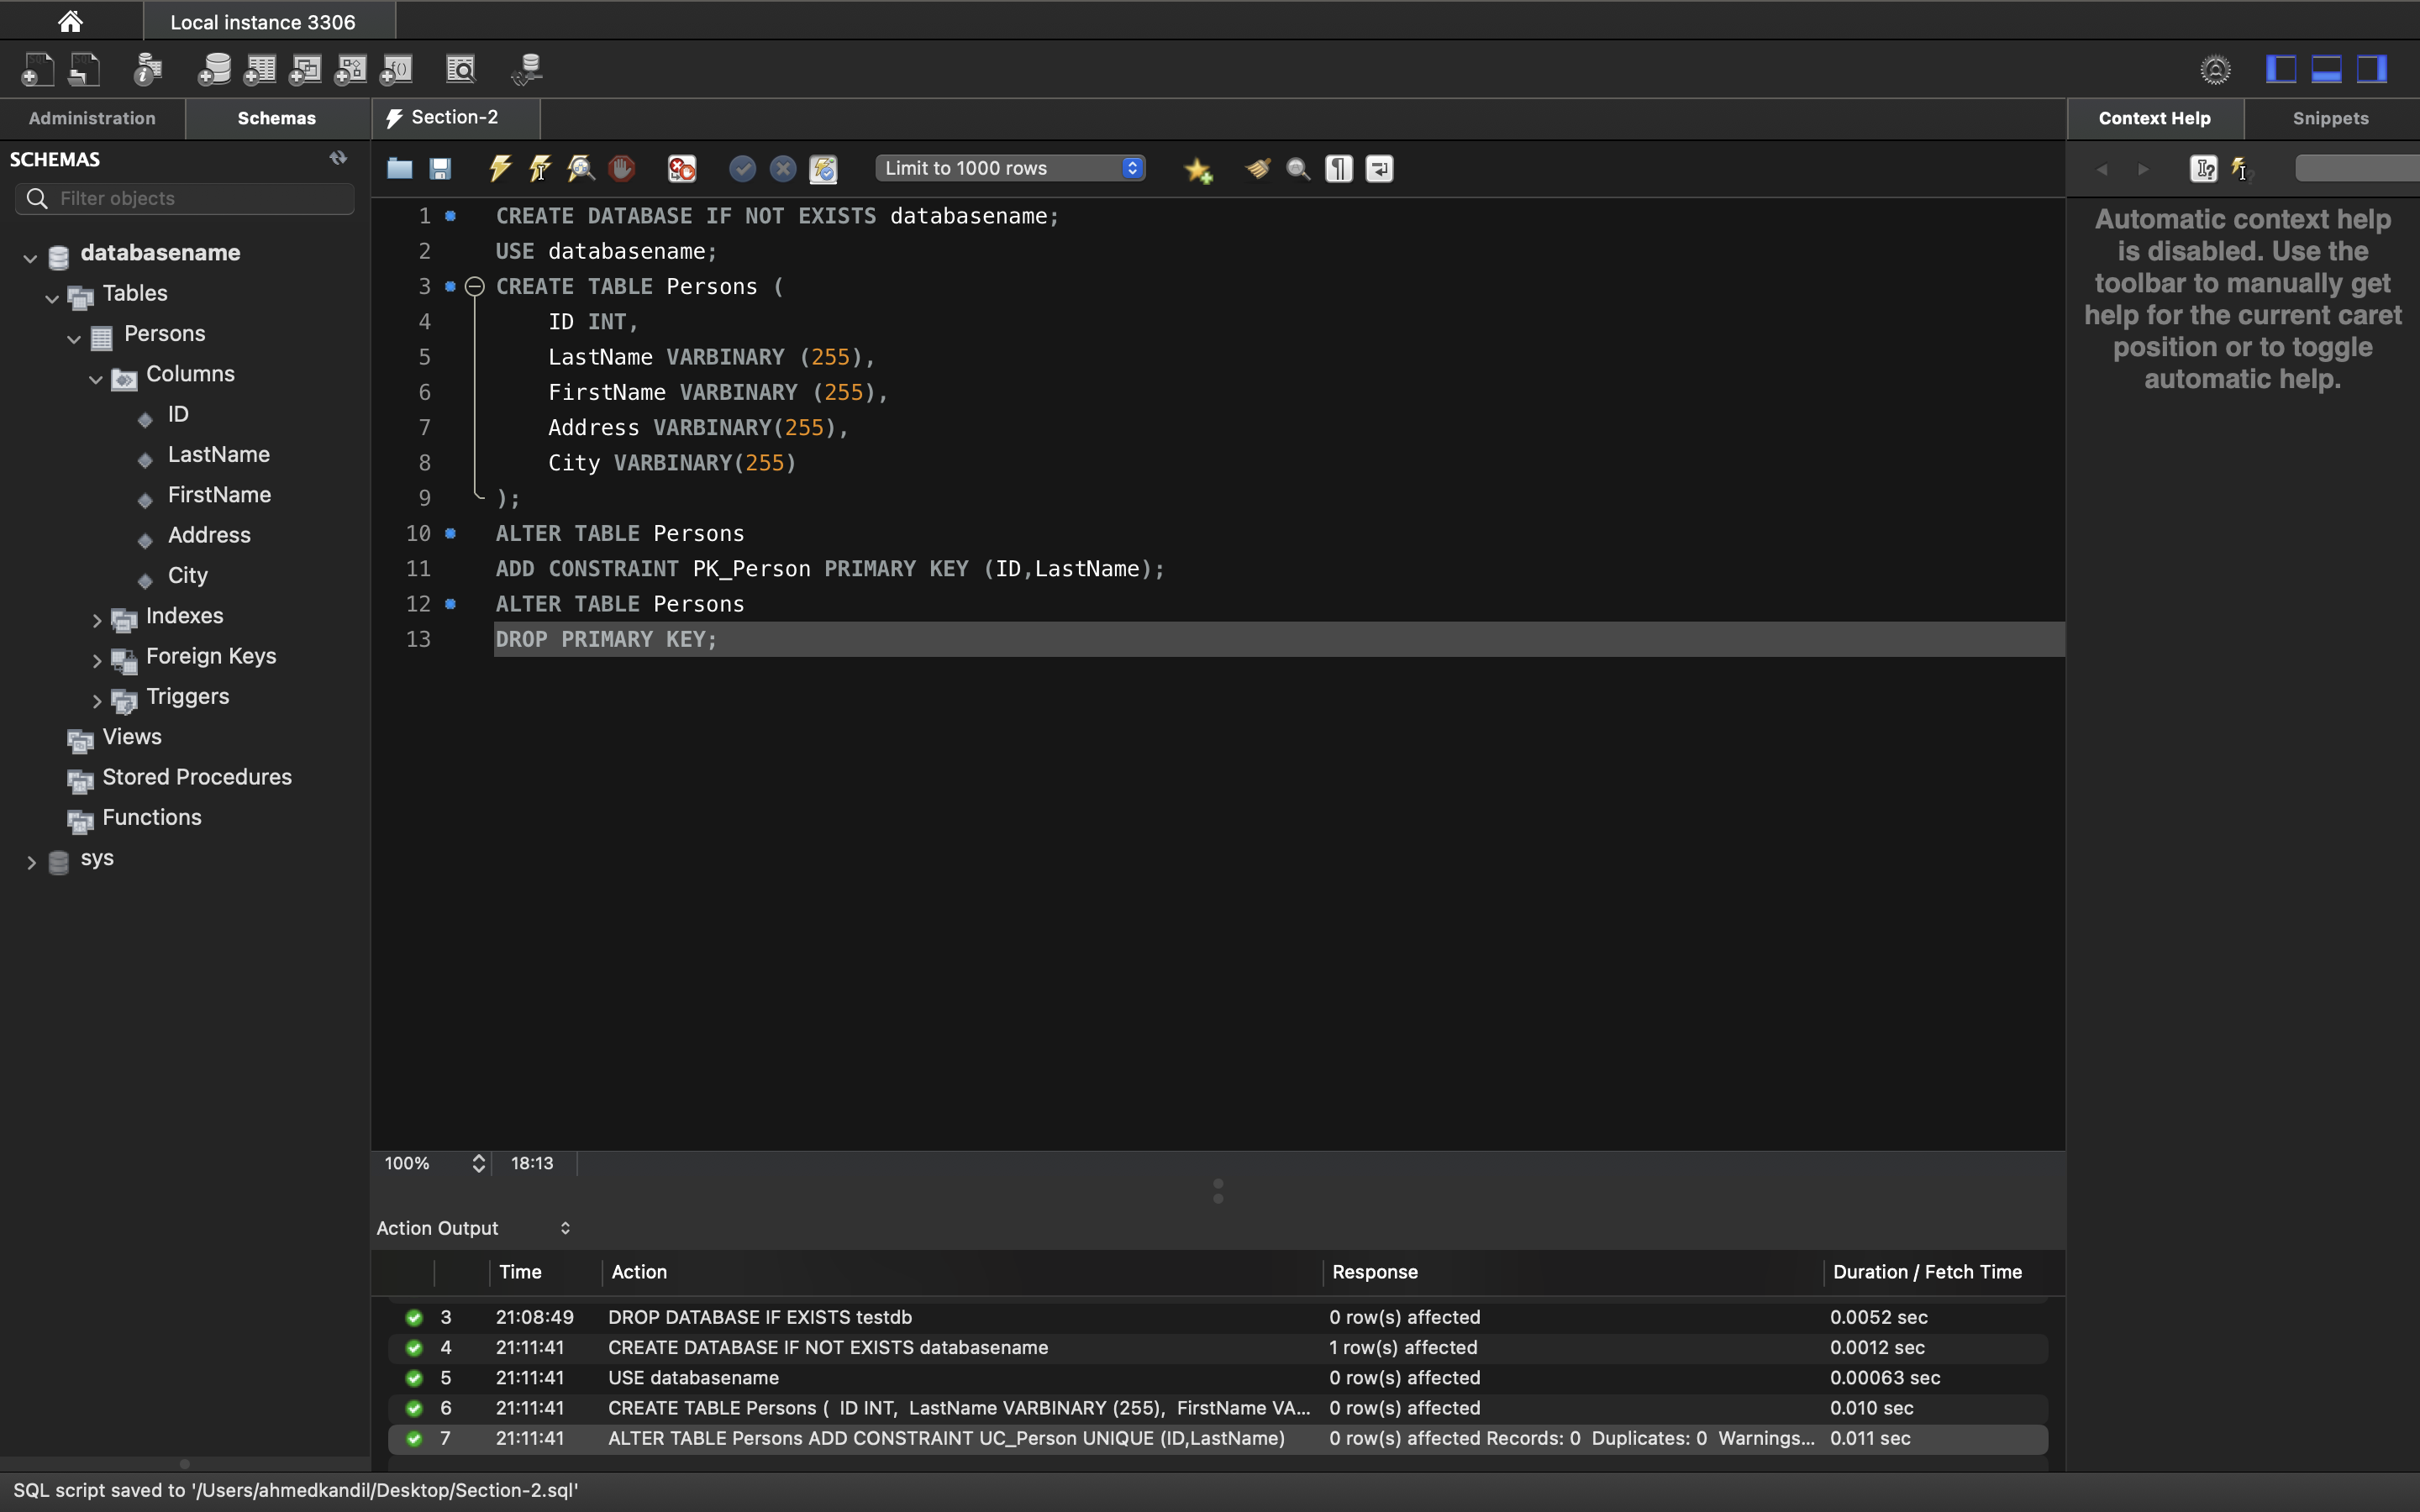 Local instance 3306
Administration
Schemas
Section-2
Context Help
Snippets
SCHEMAS
Filter objects
Limit to 1000 rows
databasename
Tables
Persons
Columns
ID
LastName
FirstName
Address
City
Indexes
Foreign Keys
Triggers
Views
Stored Procedures
Functions
sys
1 CREATE DATABASE IF NOT EXISTS databasename;
2 USE databasename;
3 CREATE TABLE Persons (
4 ID INT,
5 LastName VARBINARY (255),
6 FirstName VARBINARY (255),
7 Address VARBINARY(255),
8 City VARBINARY(255)
9 );
10 ALTER TABLE Persons
11 ADD CONSTRAINT PK_Person PRIMARY KEY (ID,LastName);
12 ALTER TABLE Persons
13 DROP PRIMARY KEY;
Automatic context help
is disabled. Use the
toolbar to manually get
help for the current caret
position or to toggle
automatic help.
100% 18:13
Action Output
Time Action Response Duration / Fetch Time
3 21:08:49 DROP DATABASE IF EXISTS testdb 0 row(s) affected 0.0052 sec
4 21:11:41 CREATE DATABASE IF NOT EXISTS databasename 1 row(s) affected 0.0012 sec
5 21:11:41 USE databasename 0 row(s) affected 0.00063 sec
6 21:11:41 CREATE TABLE Persons ( ID INT, LastName VARBINARY (255), FirstName VA... 0 row(s) affected 0.010 sec
7 21:11:41 ALTER TABLE Persons ADD CONSTRAINT UC_Person UNIQUE (ID,LastName) 0 row(s) affected Records: 0 Duplicates: 0 Warnings... 0.011 sec
SQL script saved to '/Users/ahmedkandil/Desktop/Section-2.sql'